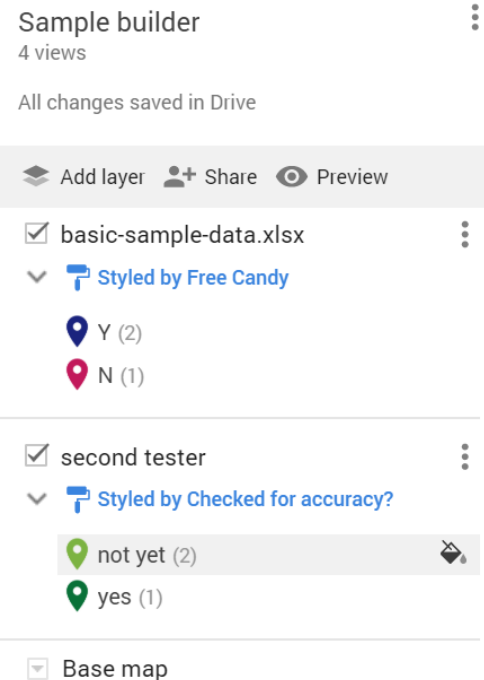 Sample builder
4 views
All changes saved in Drive
Add layer Share Preview
basic-sample-data.xlsx
Styled by Free Candy
Y (2)
N (1)
second tester
Styled by Checked for accuracy?
not yet (2)
yes (1)
Base map